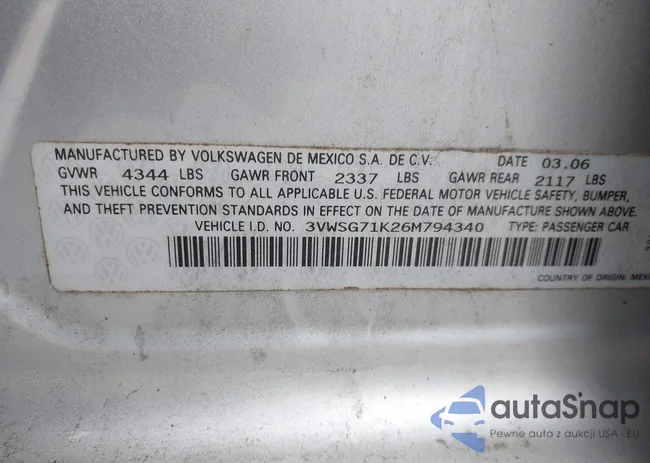 MANUFACTURED BY VOLKSWAGEN DE MEXICO S.A. DE C.V. DATE 03.06
GVWR 4344 LBS GAWR FRONT 2337 LBS GAWR REAR 2117 LBS
THIS VEHICLE CONFORMS TO ALL APPLICABLE U.S. FEDERAL MOTOR VEHICLE SAFETY, BUMPER,
AND THEFT PREVENTION STANDARDS IN EFFECT ON THE DATE OF MANUFACTURE SHOWN ABOVE.
VEHICLE I.D. NO. 3VWSG71K26M794340 TYPE: PASSENGER CAR
COUNTRY OF ORIGIN: MEXI
autoSnap
Pewne auta z aukcji USA i EU